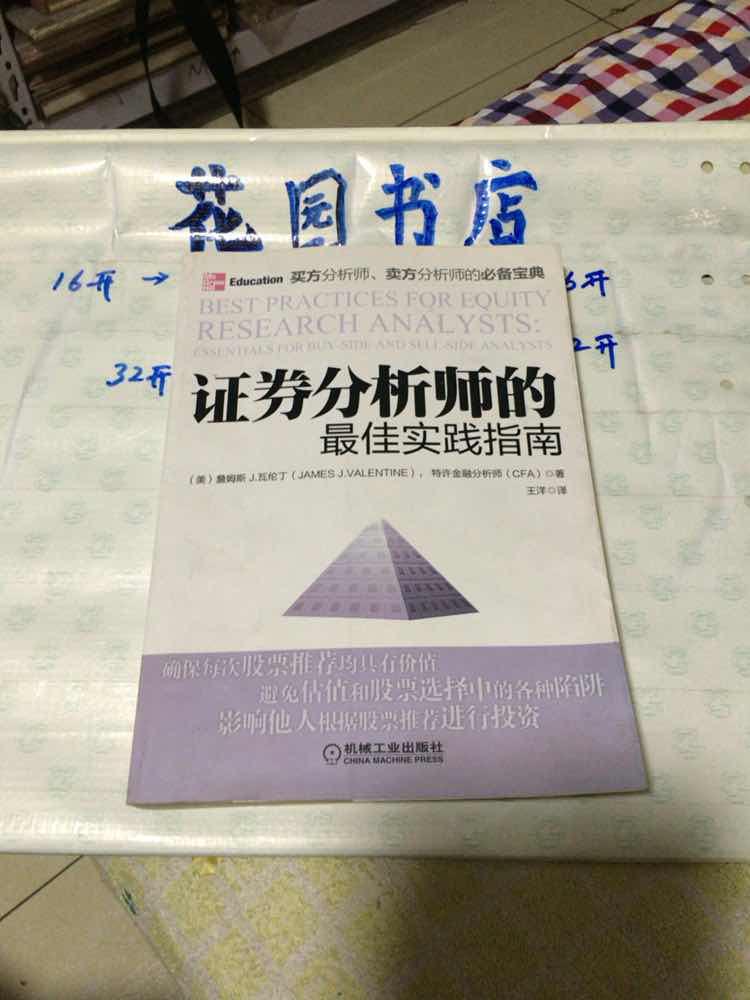 花园书店
16开 →
6开
32开
2开
Education 买方分析师、卖方分析师的必备宝典
BEST PRACTICES FOR EQUITY
RESEARCH ANALYSTS:
ESSENTIALS FOR BUY-SIDE AND SELL-SIDE ANALYSTS
证券分析师的
最佳实践指南
（美）詹姆斯 J.瓦伦丁（JAMES J.VALENTINE），特许金融分析师（CFA）◎著
王洋◎译
确保每次股票推荐均具有价值
避免估值和股票选择中的各种陷阱
影响他人根据股票推荐进行投资
机械工业出版社
CHINA MACHINE PRESS